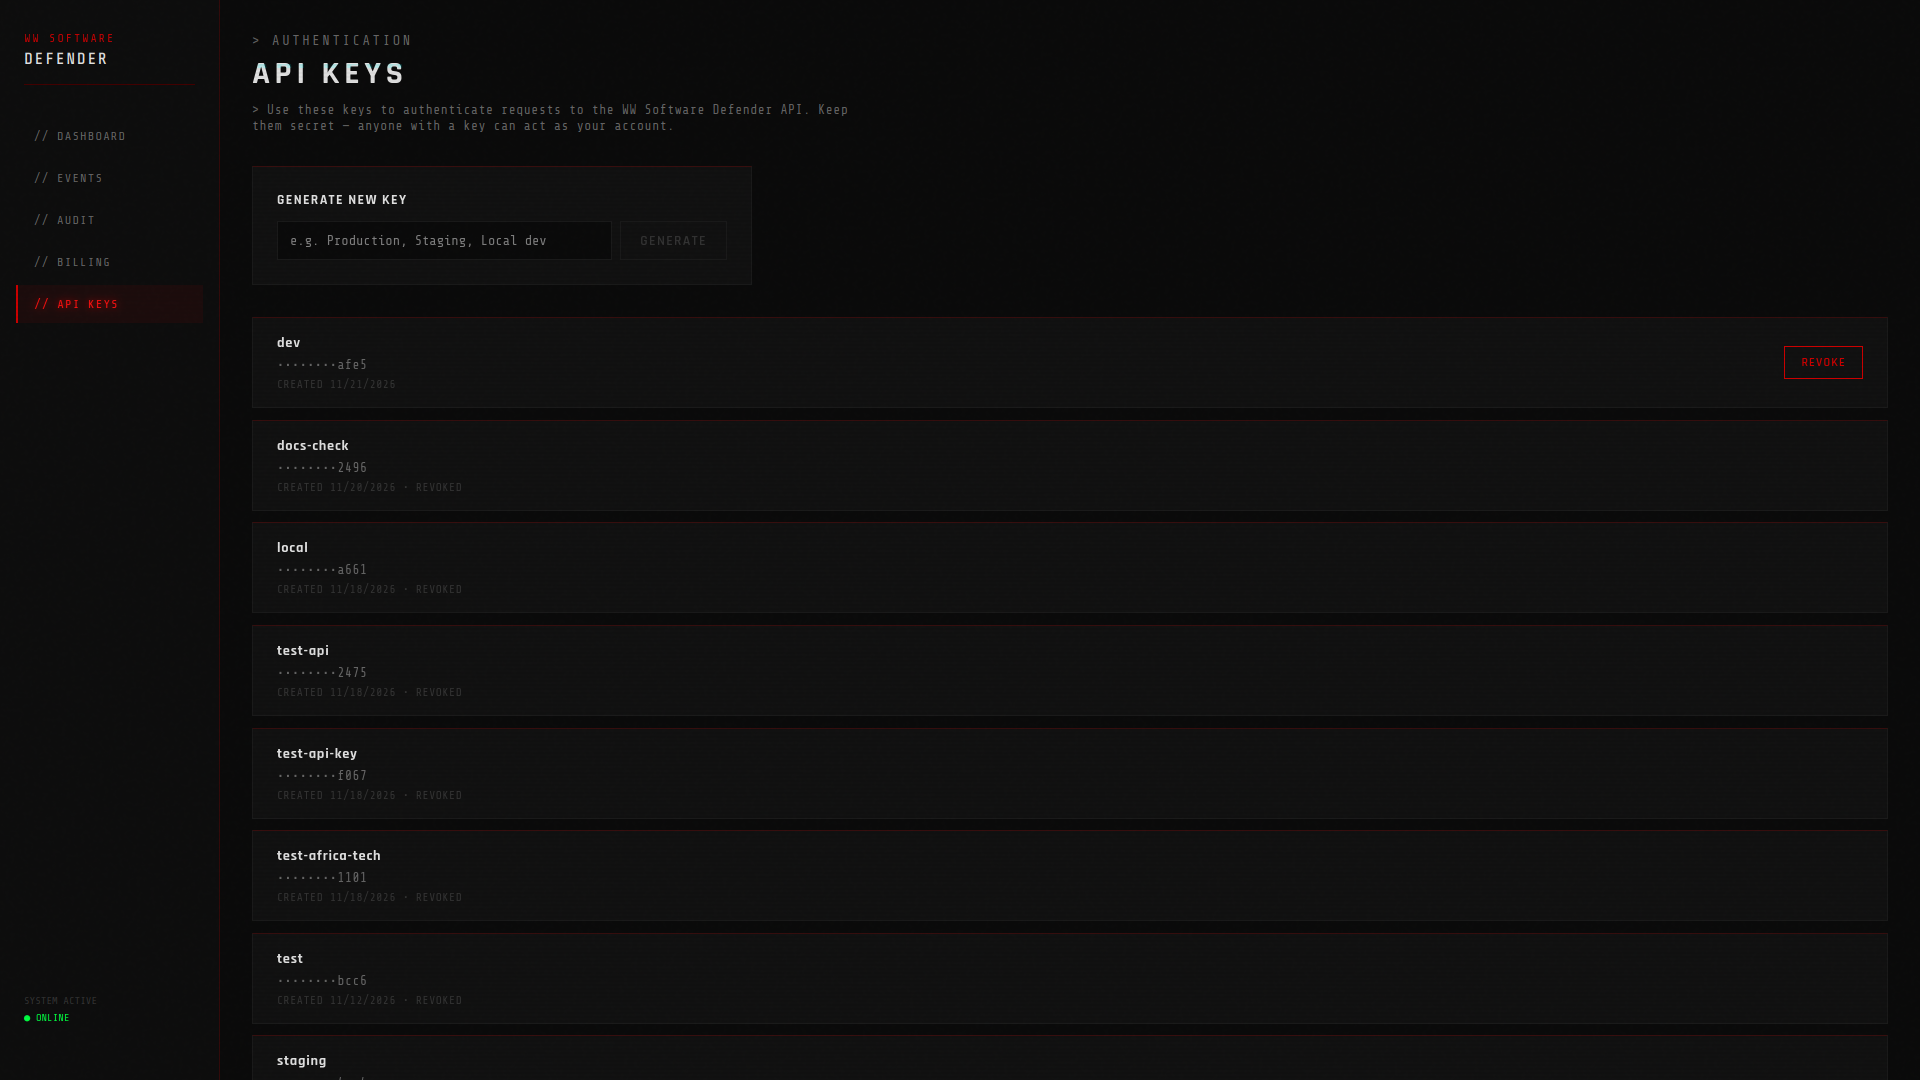 WW SOFTWARE
DEFENDER
// DASHBOARD
// EVENTS
// AUDIT
// BILLING
// API KEYS
SYSTEM ACTIVE
ONLINE
> AUTHENTICATION
API KEYS
> Use these keys to authenticate requests to the WW Software Defender API. Keep
them secret — anyone with a key can act as your account.
GENERATE NEW KEY
e.g. Production, Staging, Local dev
GENERATE
dev
········afe5
CREATED 11/21/2026
REVOKE
docs-check
········2496
CREATED 11/20/2026 · REVOKED
local
········a661
CREATED 11/18/2026 · REVOKED
test-api
········2475
CREATED 11/18/2026 · REVOKED
test-api-key
········f067
CREATED 11/18/2026 · REVOKED
test-africa-tech
········1101
CREATED 11/18/2026 · REVOKED
test
········bcc6
CREATED 11/12/2026 · REVOKED
staging